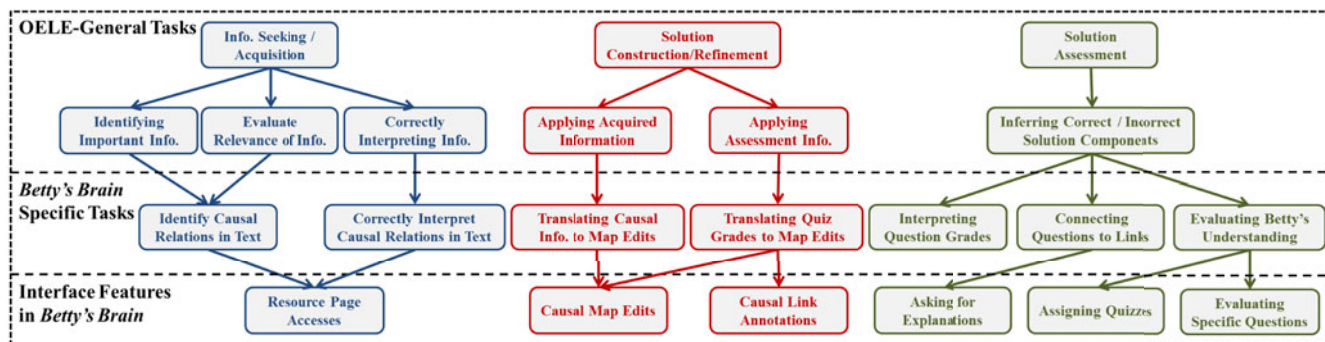 OELE-General Tasks
Info. Seeking /
Acquisition
Solution
Construction/Refinement
Solution
Assessment
Identifying
Important Info.
Evaluate
Relevance of Info.
Correctly
Interpreting Info.
Applying Acquired
Information
Applying
Assessment Info.
Inferring Correct / Incorrect
Solution Components
Betty's Brain
Specific Tasks
Identify Causal
Relations in Text
Correctly Interpret
Causal Relations in Text
Translating Causal
Info. to Map Edits
Translating Quiz
Grades to Map Edits
Interpreting
Question Grades
Connecting
Questions to Links
Evaluating Betty's
Understanding
Interface Features
in Betty's Brain
Resource Page
Accesses
Causal Map Edits
Causal Link
Annotations
Asking for
Explanations
Assigning Quizzes
Evaluating
Specific Questions